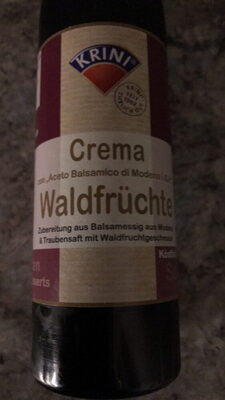 KRINI
Crema
con „Aceto Balsamico di Modena I.G.P."
Waldfrüchte
Zubereitung aus Balsamessig aus Modena
& Traubensaft mit Waldfruchtgeschmack